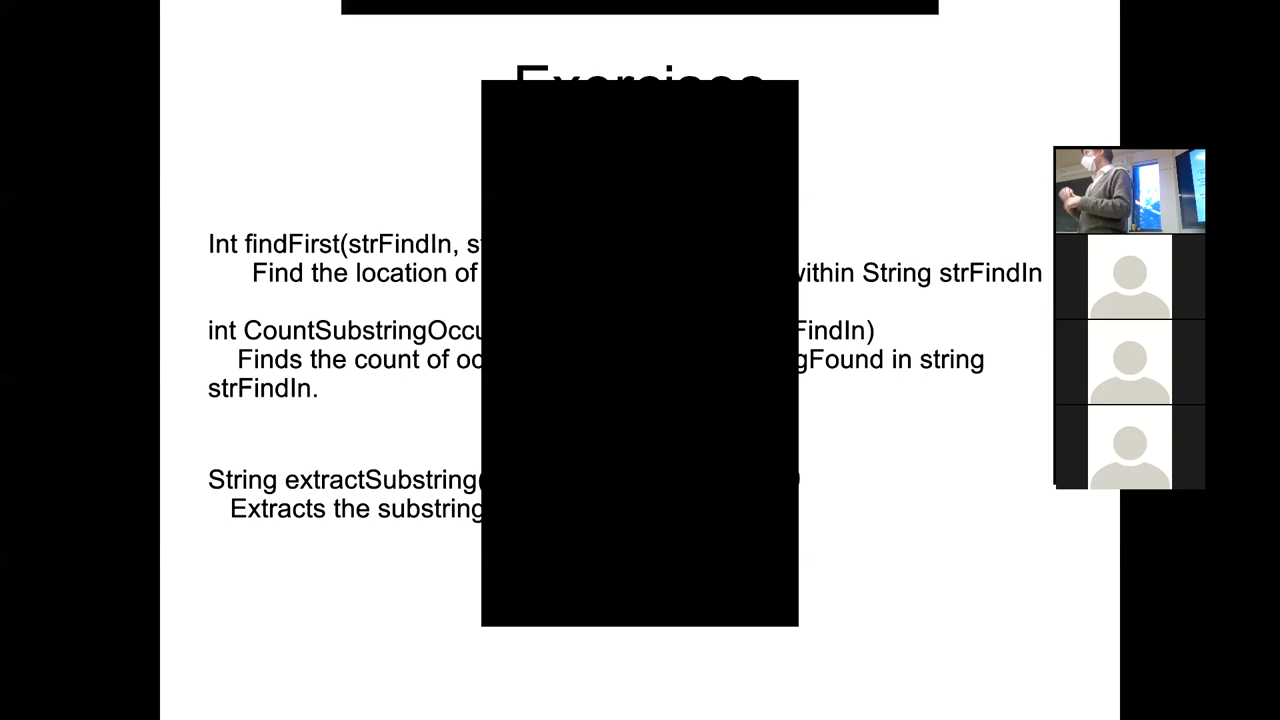 Exercises
Int findFirst(strFindIn,
Find the location of within String strFindIn
int CountSubstringOccu FindIn)
Finds the count of gFound in string
strFindIn.
String extractSubstring(
Extracts the substring